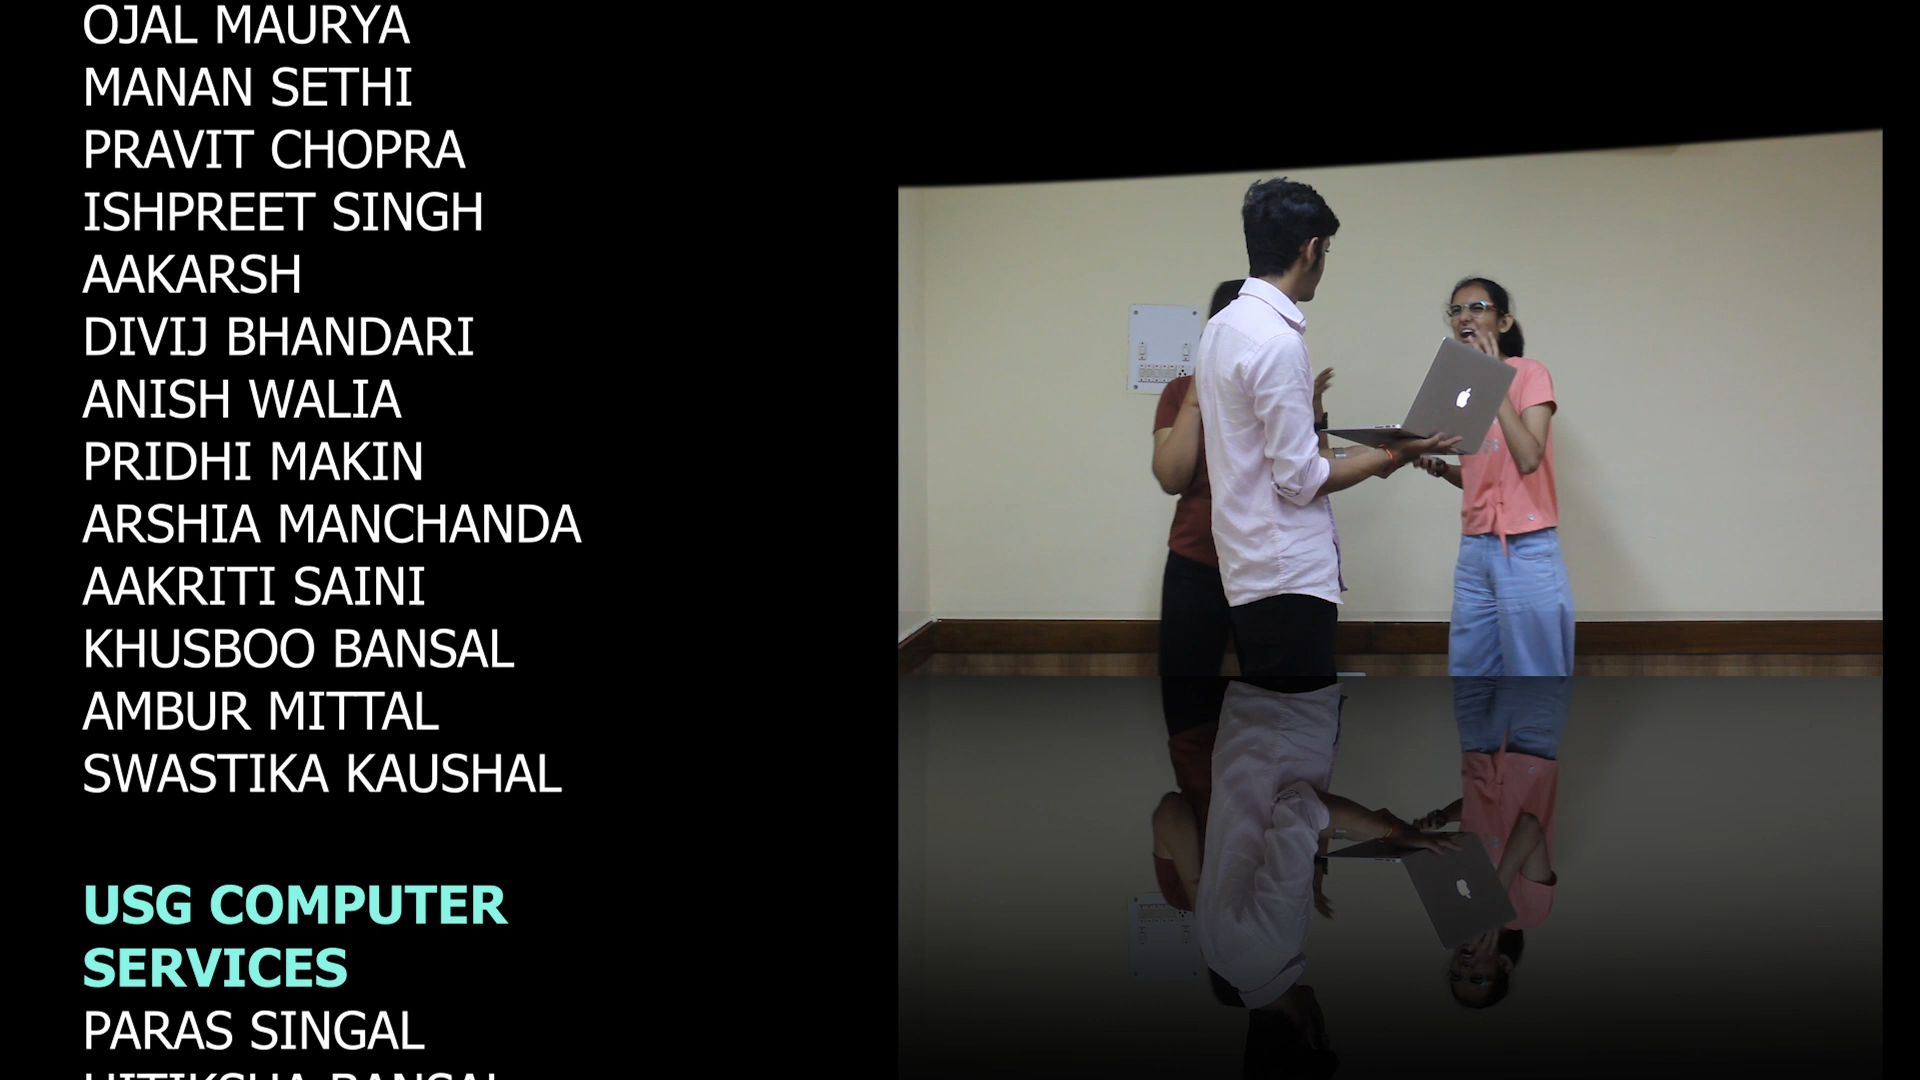 OJAL MAURYA
MANAN SETHI
PRAVIT CHOPRA
ISHPREET SINGH
AAKARSH
DIVIJ BHANDARI
ANISH WALIA
PRIDHI MAKIN
ARSHIA MANCHANDA
AAKRITI SAINI
KHUSBOO BANSAL
AMBUR MITTAL
SWASTIKA KAUSHAL
USG COMPUTER
SERVICES
PARAS SINGAL